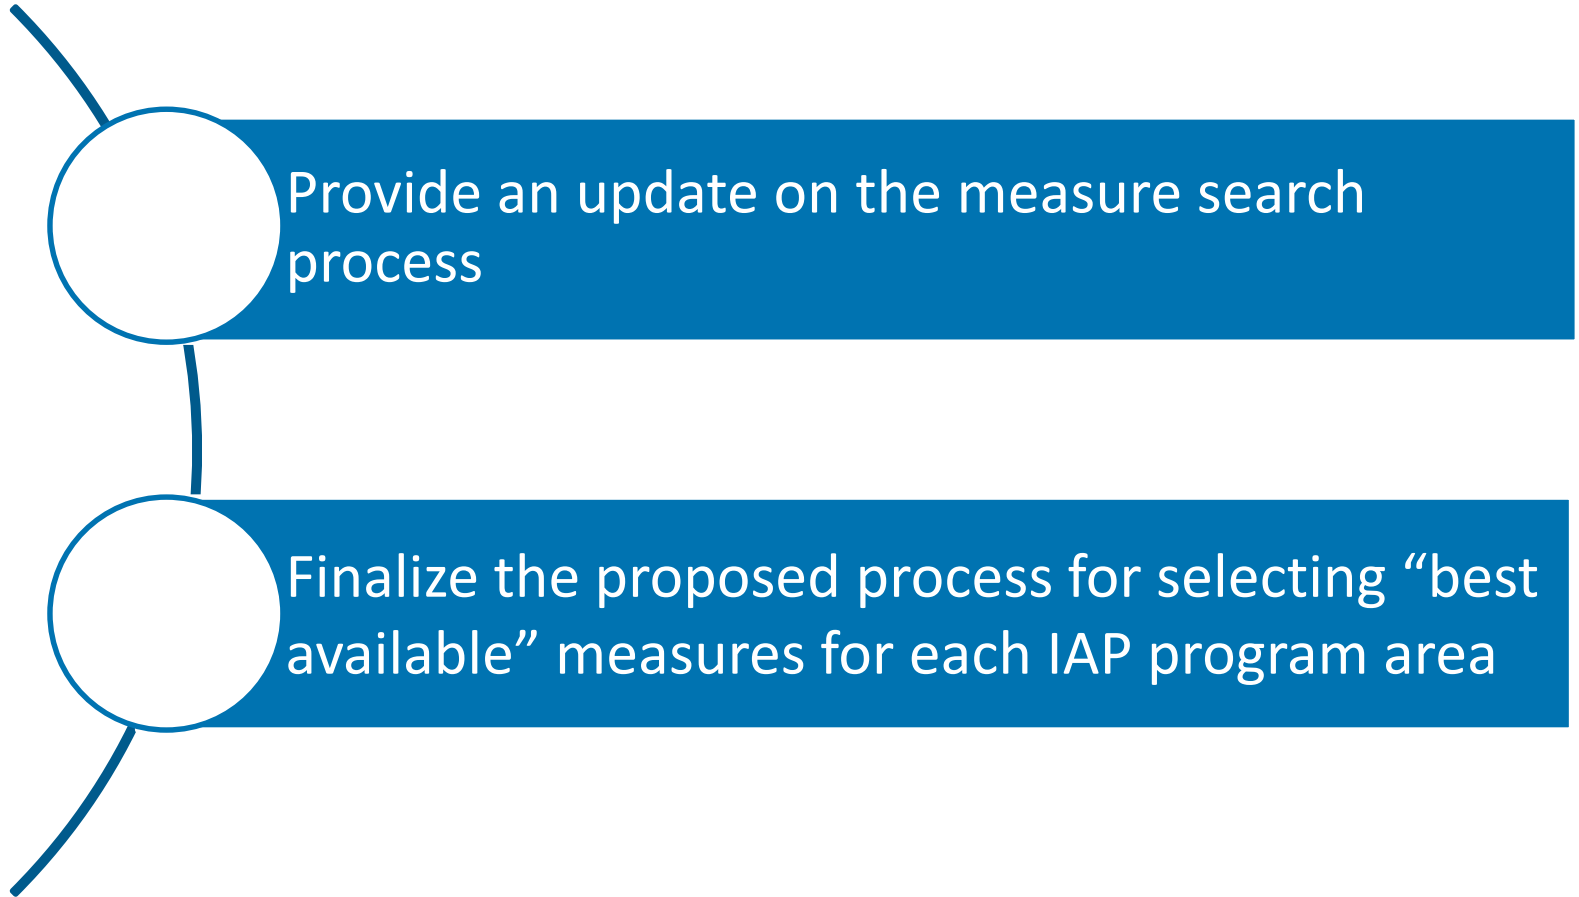 Provide an update on the measure search
process
Finalize the proposed process for selecting “best
available” measures for each IAP program area